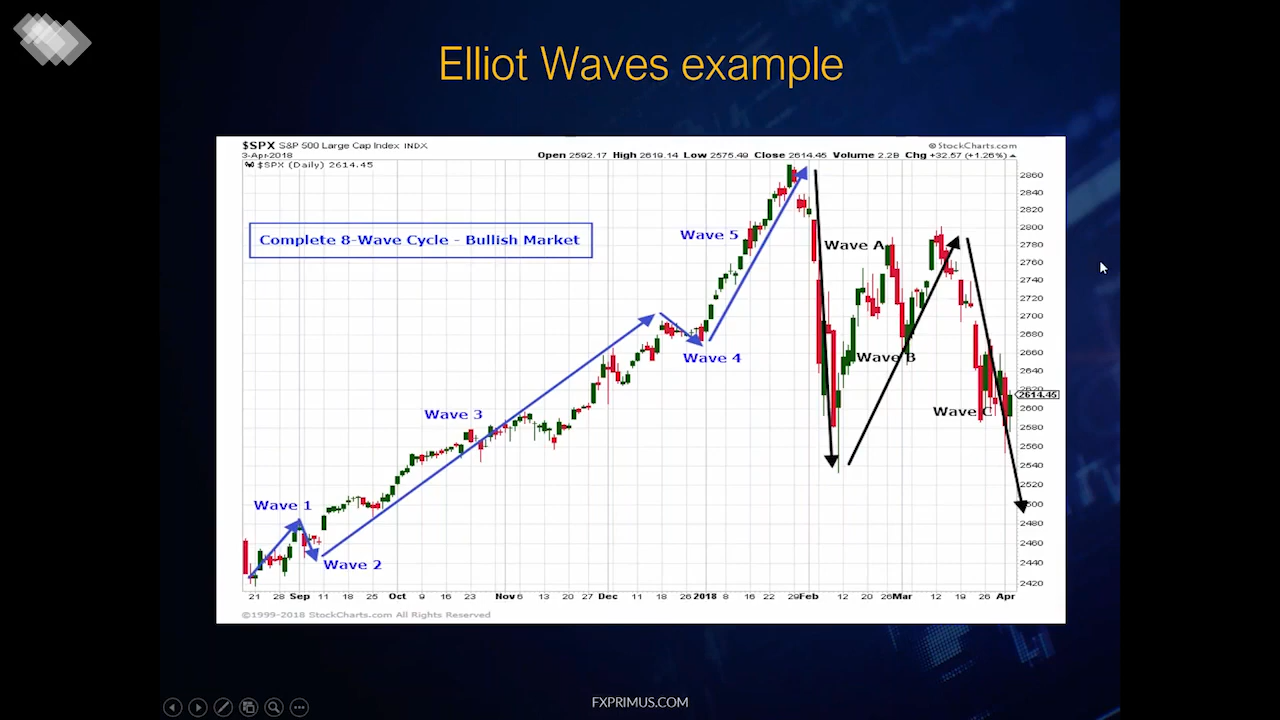 Elliot Waves example
$SPX S&P 500 Large Cap Index INDX
© StockCharts.com
3-Apr-2018
Open 2592.17 High 2619.14 Low 2575.49 Close 2614.45 Volume 2.2B Chg +32.57 (+1.26%)
$SPX (Daily) 2614.45
2860
2840
2820
Complete 8-Wave Cycle - Bullish Market
Wave 5
Wave A
2800
2780
2760
2740
2720
2700
2680
Wave 4
Wave B
2660
2640
2620
2614.45
Wave 3
Wave C
2600
2580
2560
2540
2520
Wave 1
2500
2480
2460
Wave 2
2440
2420
21 28 Sep 11 18 25 Oct 9 16 23 Nov 6 13 20 27 Dec 11 18 26 2018 8 16 22 29 Feb 12 20 26 Mar 12 19 26 Apr
©1999-2018 StockCharts.com All Rights Reserved
FXPRIMUS.COM